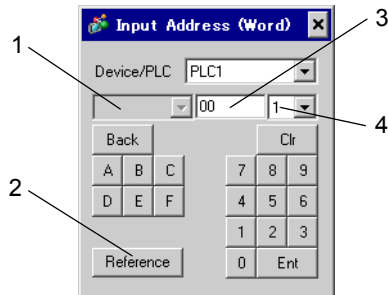 Input Address (Word)
1
3
Device/PLC PLC1
00 1
4
Back Clr
A B C 7 8 9
2
D E F 4 5 6
1 2 3
Reference 0 Ent